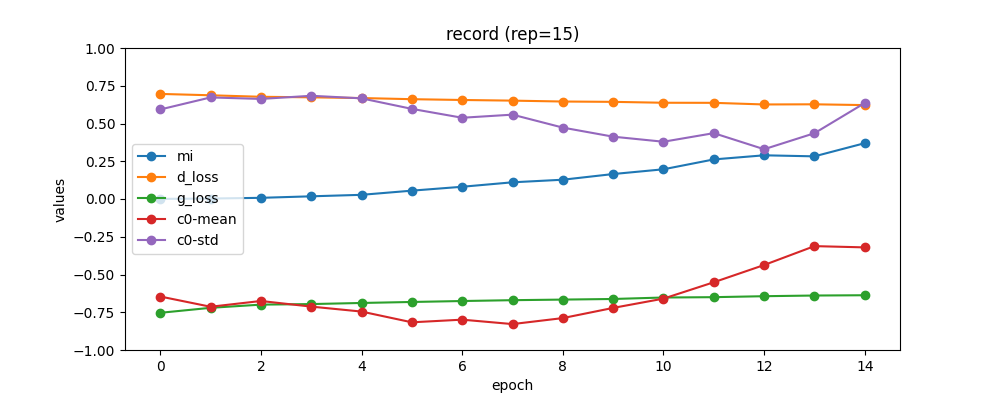 record (rep=15)
1.00
0.75
0.50
0.25
0.00
−0.25
−0.50
−0.75
−1.00
values
mi
d_loss
g_loss
c0-mean
c0-std
0 2 4 6 8 10 12 14
epoch